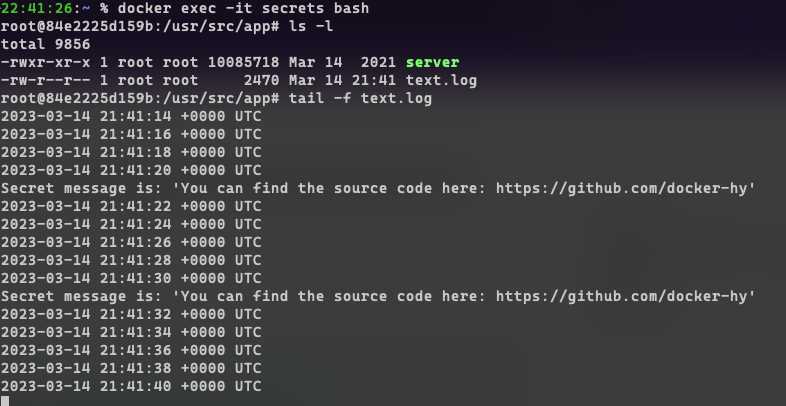 22:41:26:~ % docker exec -it secrets bash
root@84e2225d159b:/usr/src/app# ls -l
total 9856
-rwxr-xr-x 1 root root 10085718 Mar 14  2021 server
-rw-r--r-- 1 root root     2470 Mar 14 21:41 text.log
root@84e2225d159b:/usr/src/app# tail -f text.log
2023-03-14 21:41:14 +0000 UTC
2023-03-14 21:41:16 +0000 UTC
2023-03-14 21:41:18 +0000 UTC
2023-03-14 21:41:20 +0000 UTC
Secret message is: 'You can find the source code here: https://github.com/docker-hy'
2023-03-14 21:41:22 +0000 UTC
2023-03-14 21:41:24 +0000 UTC
2023-03-14 21:41:26 +0000 UTC
2023-03-14 21:41:28 +0000 UTC
2023-03-14 21:41:30 +0000 UTC
Secret message is: 'You can find the source code here: https://github.com/docker-hy'
2023-03-14 21:41:32 +0000 UTC
2023-03-14 21:41:34 +0000 UTC
2023-03-14 21:41:36 +0000 UTC
2023-03-14 21:41:38 +0000 UTC
2023-03-14 21:41:40 +0000 UTC